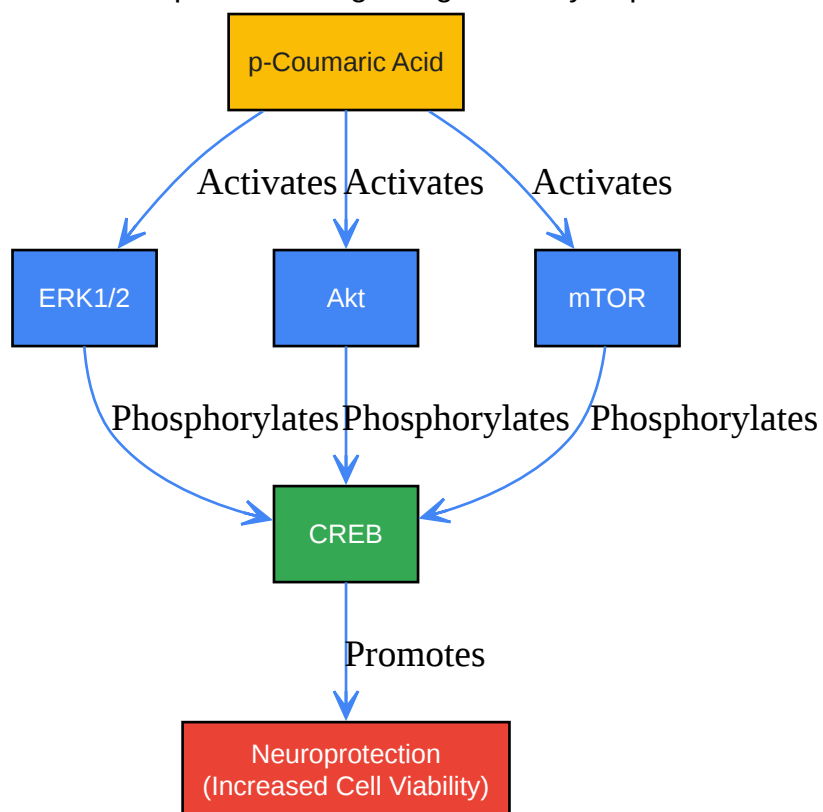 p-Coumaric Acid
Activates Activates Activates
ERK1/2 Akt mTOR
Phosphorylates Phosphorylates Phosphorylates
CREB
Promotes
Neuroprotection
(Increased Cell Viability)